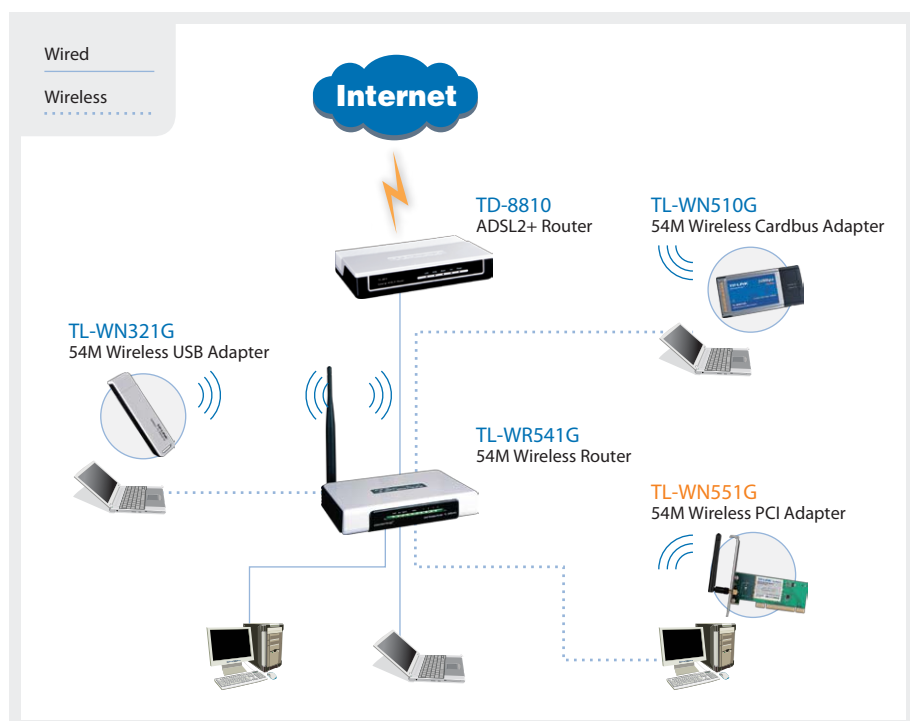 Wired
Wireless
Internet
TD-8810
ADSL2+ Router
TL-WN510G
54M Wireless Cardbus Adapter
TL-WN321G
54M Wireless USB Adapter
TL-WR541G
54M Wireless Router
TL-WN551G
54M Wireless PCI Adapter